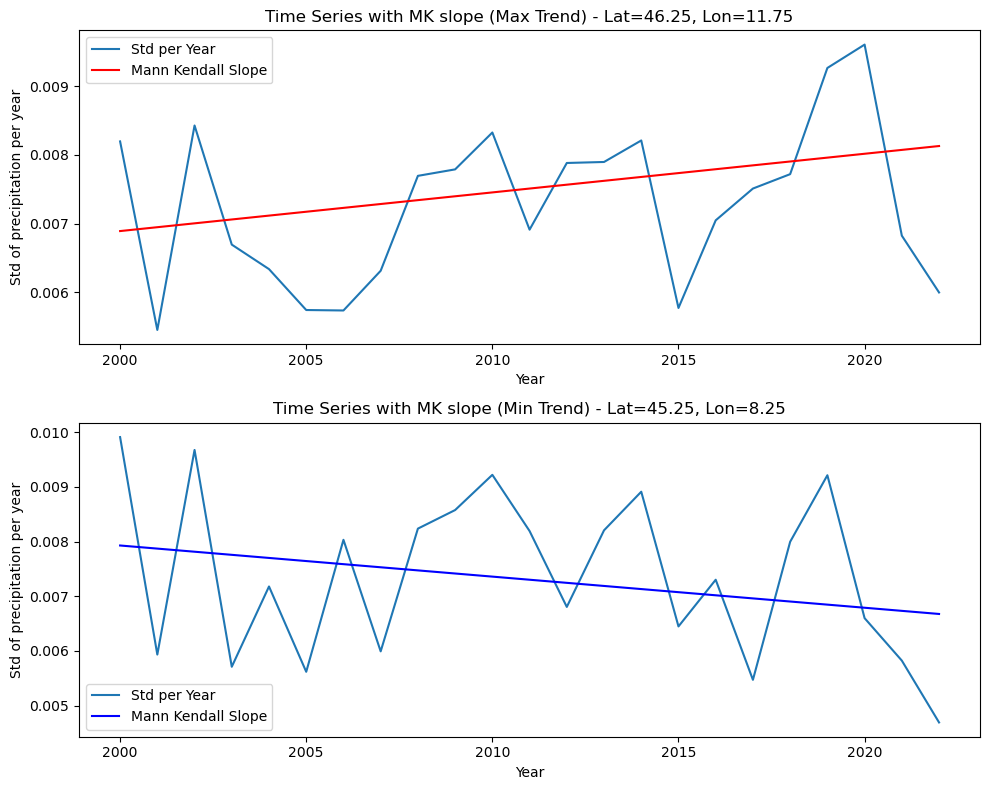 Time Series with MK slope (Max Trend) - Lat=46.25, Lon=11.75
Std per Year
Mann Kendall Slope
Std of precipitation per year
0.009
0.008
0.007
0.006
2000 2005 2010 2015 2020
Year
Time Series with MK slope (Min Trend) - Lat=45.25, Lon=8.25
Std of precipitation per year
0.010
0.009
0.008
0.007
0.006
0.005
Std per Year
Mann Kendall Slope
2000 2005 2010 2015 2020
Year